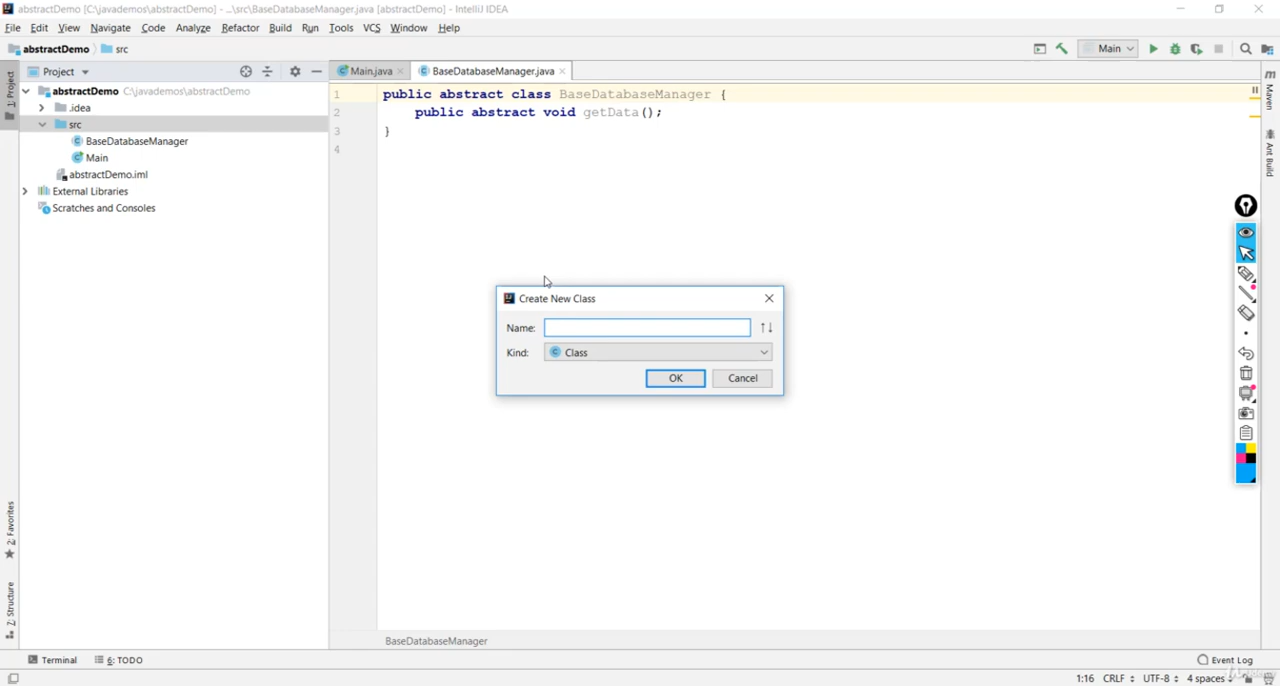 abstractDemo [C:\javademos\abstractDemo] - ...\src\BaseDatabaseManager.java [abstractDemo] - IntelliJ IDEA
File Edit View Navigate Code Analyze Refactor Build Run Tools VCS Window Help
abstractDemo src Main
1: Project
Project
Main.java
BaseDatabaseManager.java
abstractDemo C:\javademos\abstractDemo
.idea
src
BaseDatabaseManager
Main
abstractDemo.iml
External Libraries
Scratches and Consoles
1 public abstract class BaseDatabaseManager {
2 public abstract void getData();
3 }
4
Maven
Ant Build
Create New Class
Name:
Kind: Class
OK Cancel
2: Favorites
Z: Structure
BaseDatabaseManager
Terminal 6: TODO Event Log
1:16 CRLF UTF-8 4 spaces